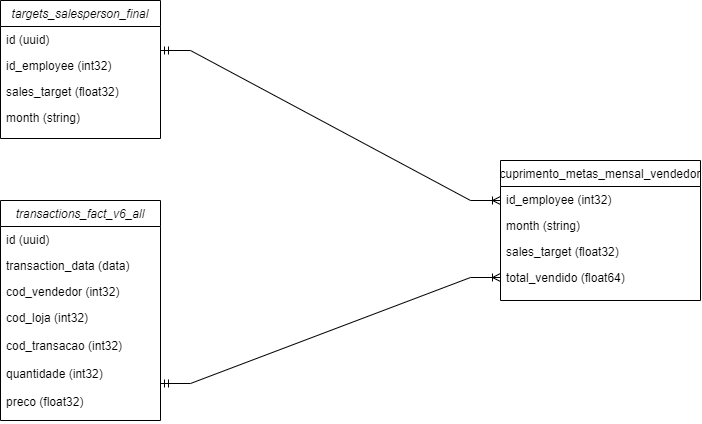 targets_salesperson_final
id (uuid)
id_employee (int32)
sales_target (float32)
month (string)
transactions_fact_v6_all
id (uuid)
transaction_data (data)
cod_vendedor (int32)
cod_loja (int32)
cod_transacao (int32)
quantidade (int32)
preco (float32)
cuprimento_metas_mensal_vendedor
id_employee (int32)
month (string)
sales_target (float32)
total_vendido (float64)